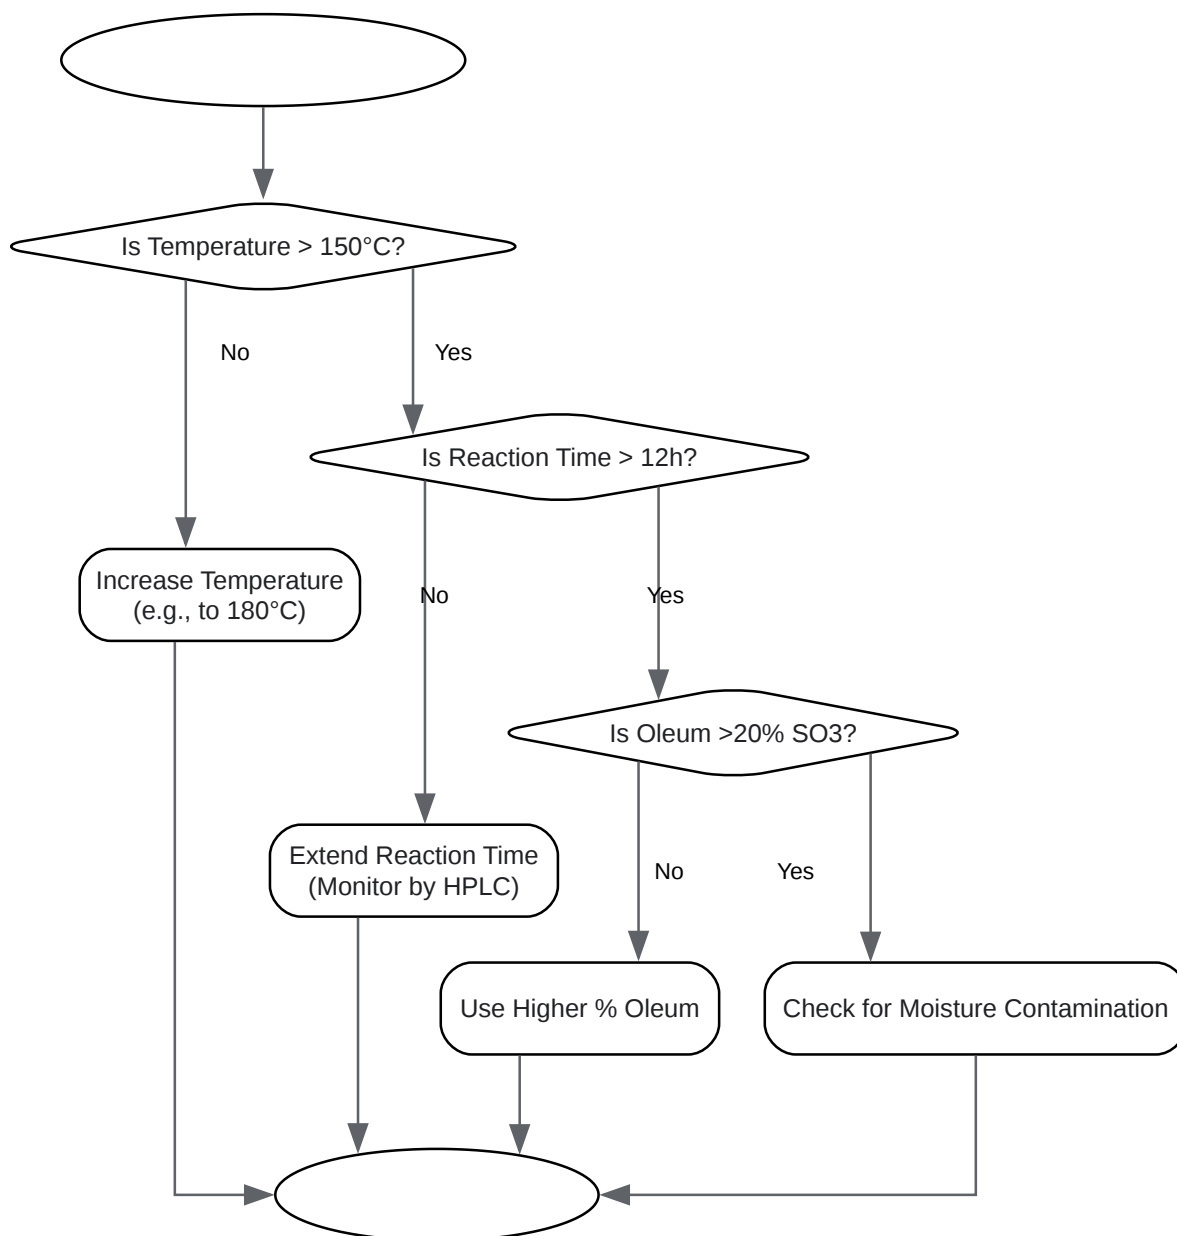 Is Temperature > 150°C?
No
Yes
Is Reaction Time > 12h?
Increase Temperature
(e.g., to 180°C)
No
Yes
Is Oleum >20% SO3?
Extend Reaction Time
(Monitor by HPLC)
No
Yes
Use Higher % Oleum
Check for Moisture Contamination